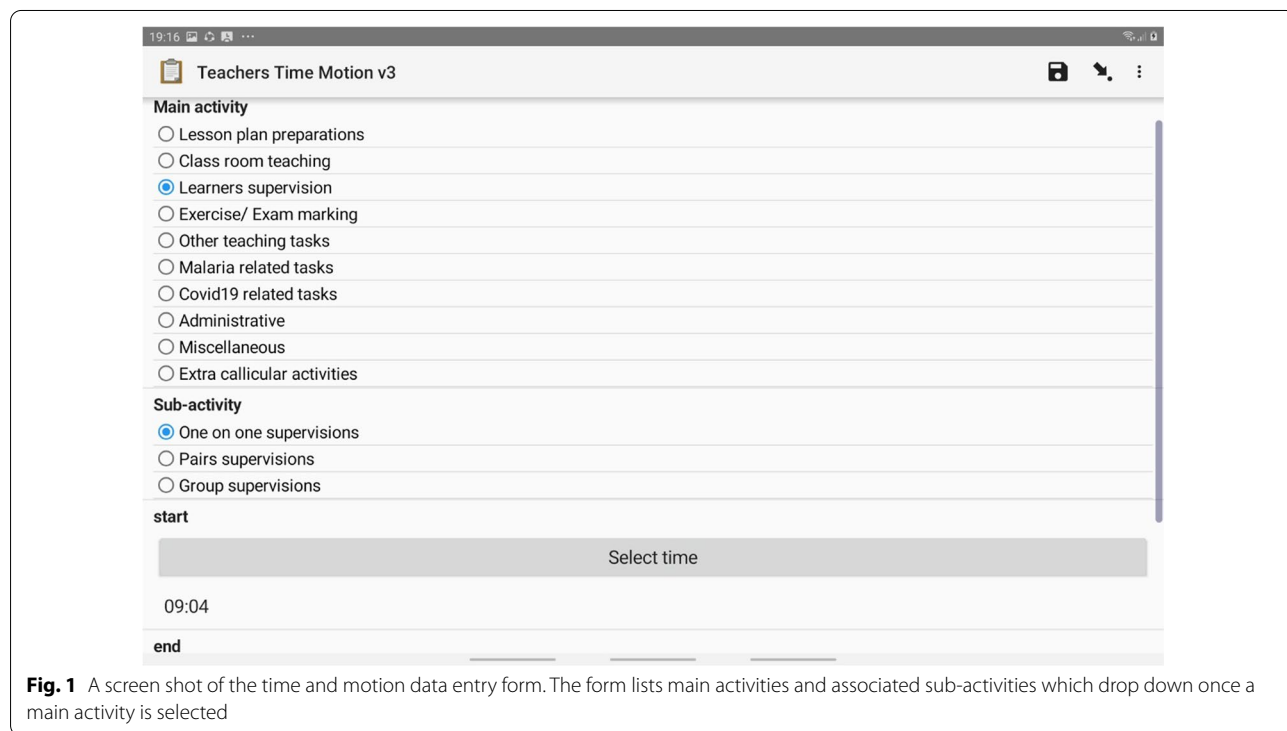 19:16
Teachers Time Motion v3
Main activity
Lesson plan preparations
Class room teaching
Learners supervision
Exercise/ Exam marking
Other teaching tasks
Malaria related tasks
Covid19 related tasks
Administrative
Miscellaneous
Extra callicular activities
Sub-activity
One on one supervisions
Pairs supervisions
Group supervisions
start
Select time
09:04
end
Fig. 1 A screen shot of the time and motion data entry form. The form lists main activities and associated sub-activities which drop down once a
main activity is selected